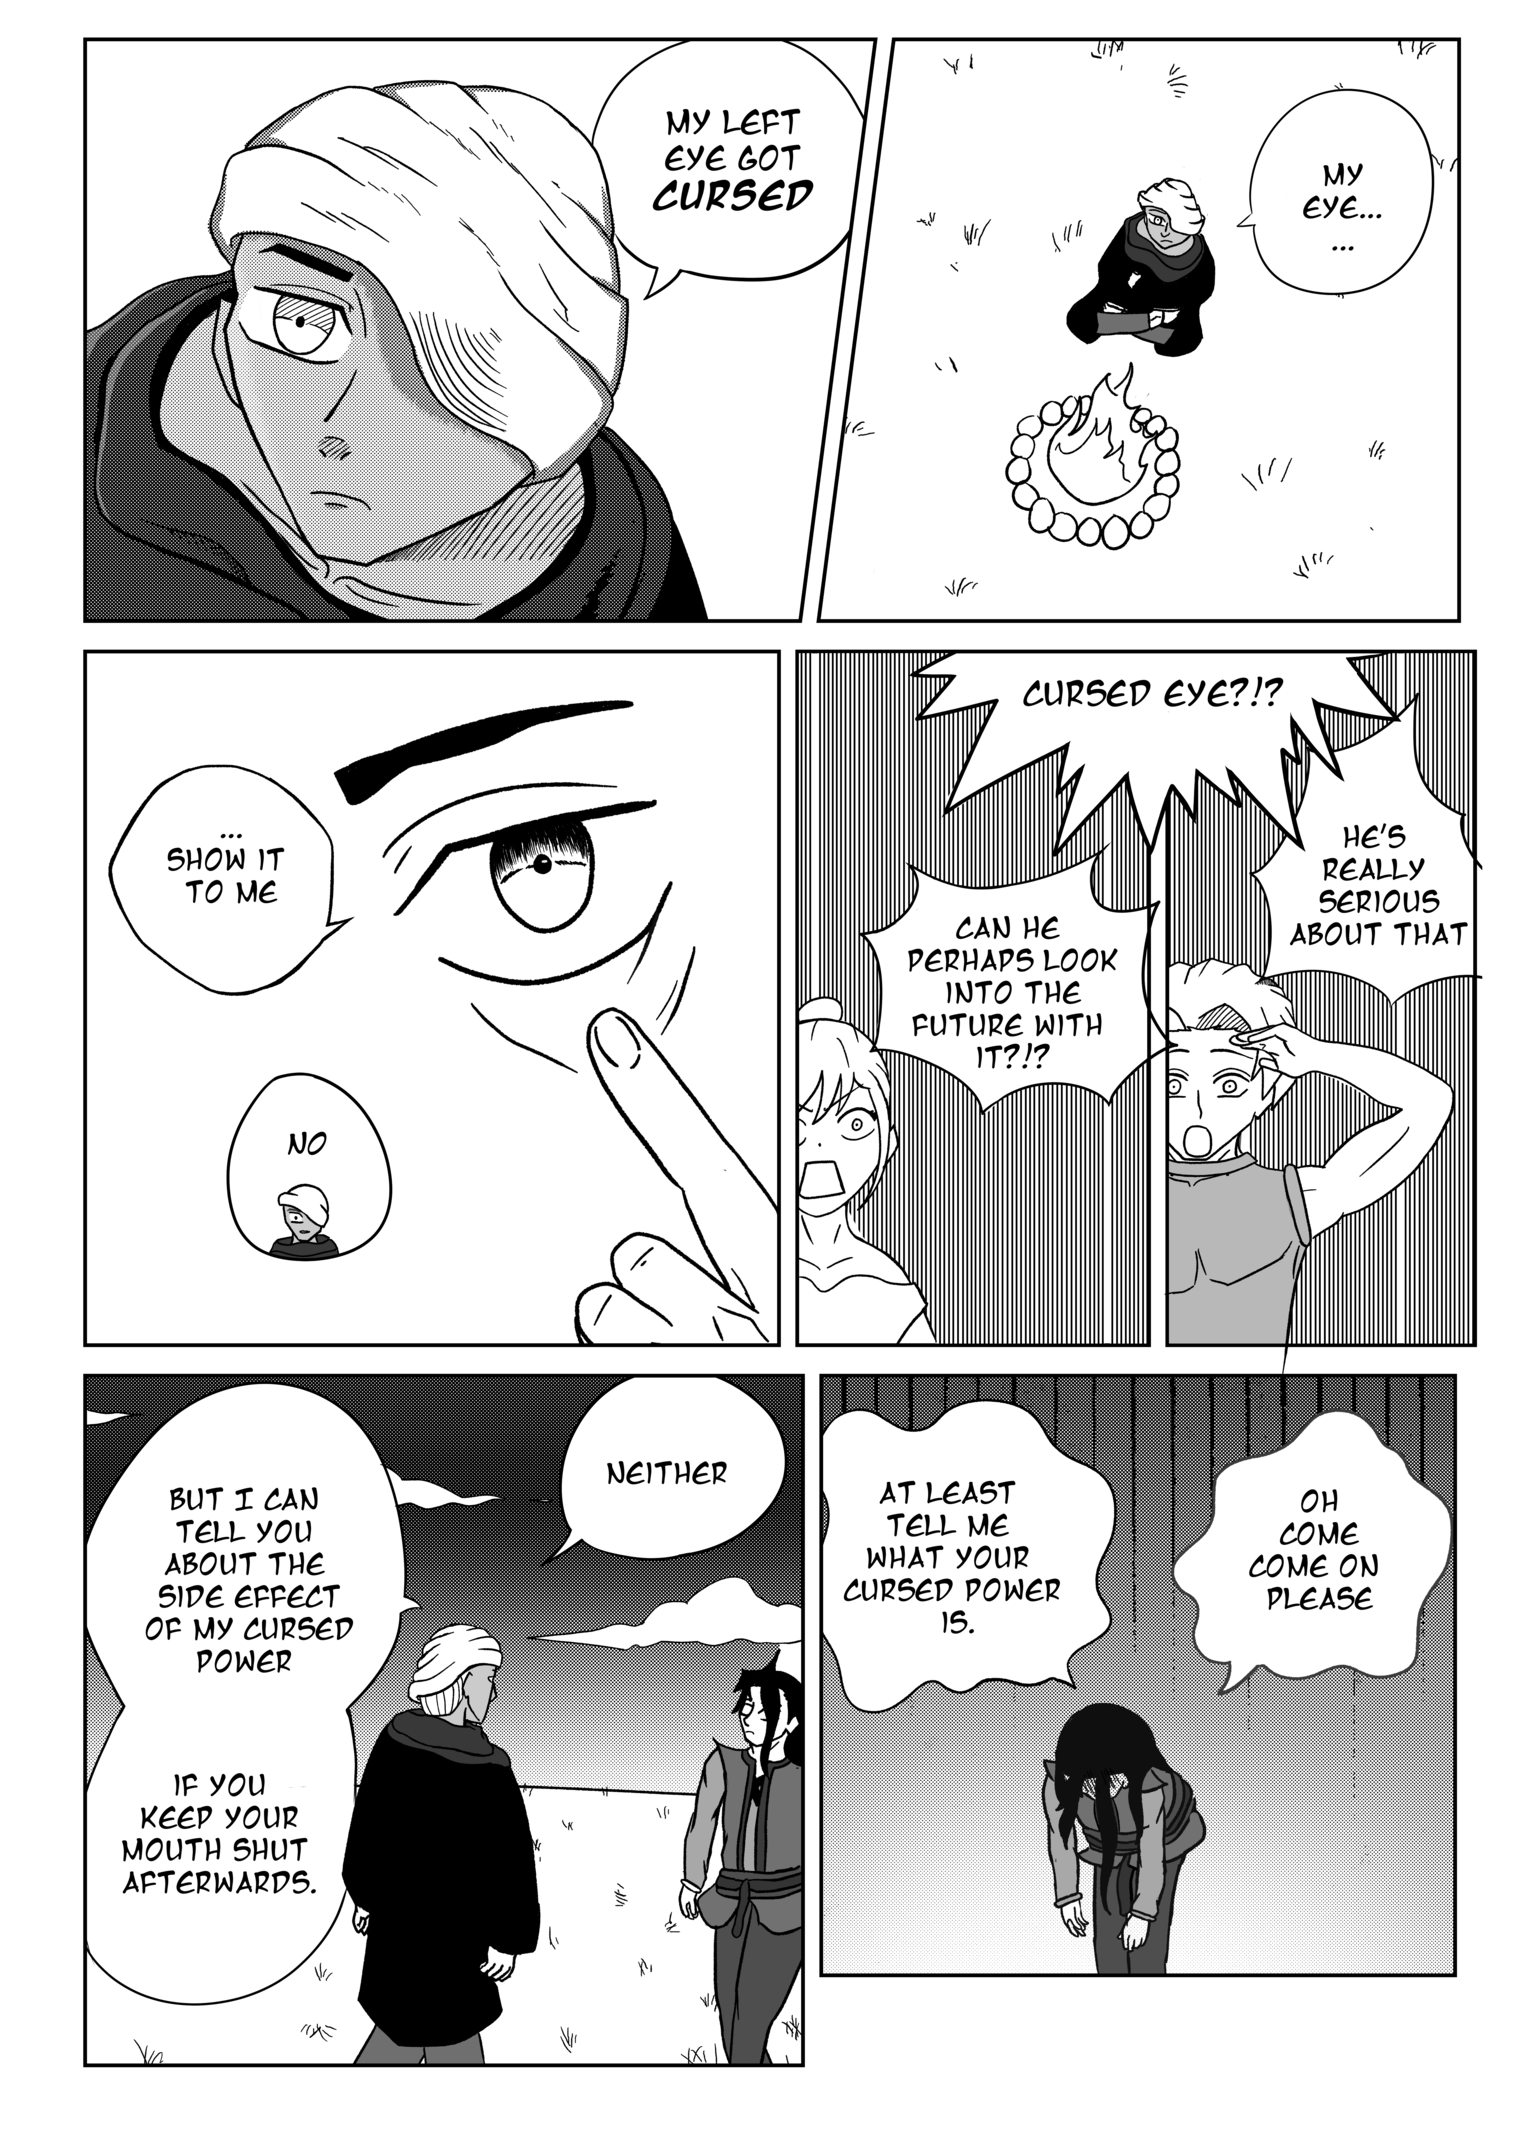 MY
EYE...
...
MY LEFT
EYE GOT
CURSED
CURSED EYE?!?
HE'S
REALLY
SERIOUS
ABOUT THAT
CAN HE
PERHAPS LOOK
INTO THE
FUTURE WITH
IT?!?
...
SHOW IT
TO ME
NO
OH
COME
COME ON
PLEASE
AT LEAST
TELL ME
WHAT YOUR
CURSED POWER
IS.
NEITHER
BUT I CAN
TELL YOU
ABOUT THE
SIDE EFFECT
OF MY CURSED
POWER
IF YOU
KEEP YOUR
MOUTH SHUT
AFTERWARDS.